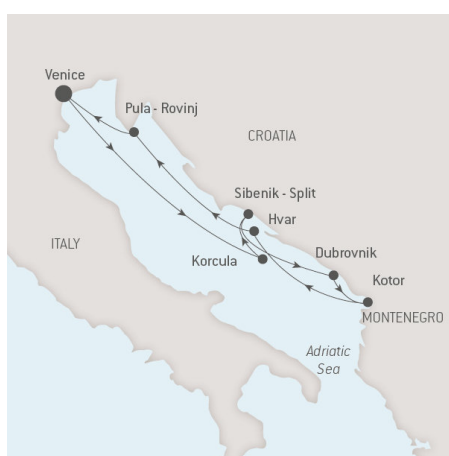 Venice
Pula - Rovinj
CROATIA
Sibenik - Split
Hvar
ITALY
Korcula
Dubrovnik
Kotor
MONTENEGRO
Adriatic
Sea